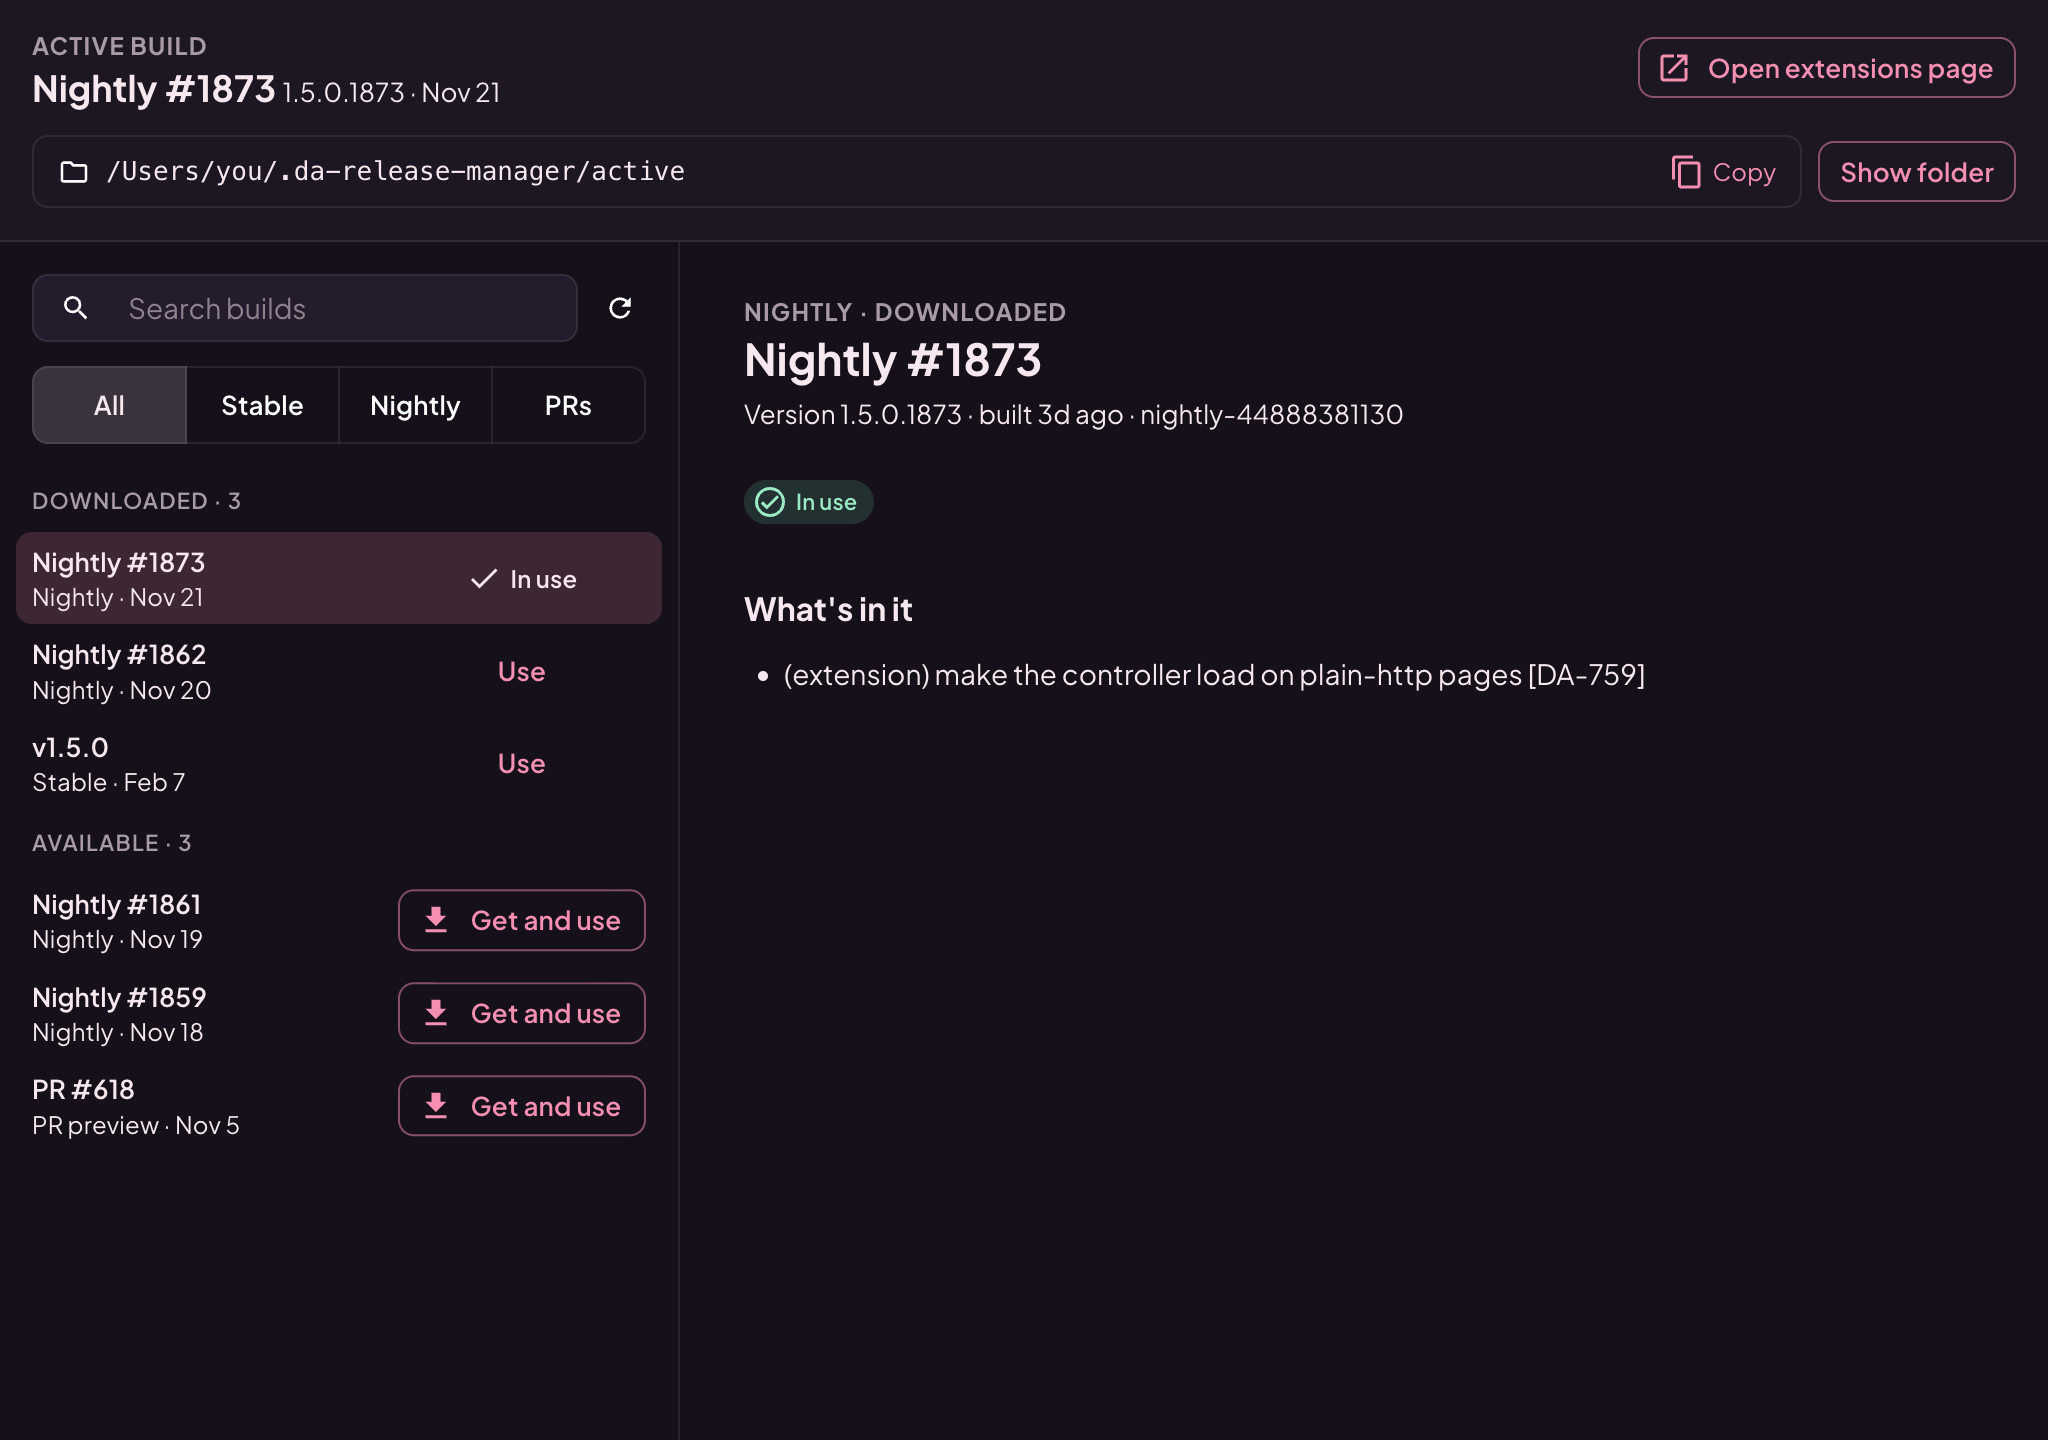 ACTIVE BUILD
Nightly #1873 1.5.0.1873 · Nov 21
Open extensions page
/Users/you/.da-release-manager/active
Copy
Show folder
Search builds
All
Stable
Nightly
PRs
DOWNLOADED · 3
Nightly #1873
Nightly · Nov 21
In use
Nightly #1862
Nightly · Nov 20
Use
v1.5.0
Stable · Feb 7
Use
AVAILABLE · 3
Nightly #1861
Nightly · Nov 19
Get and use
Nightly #1859
Nightly · Nov 18
Get and use
PR #618
PR preview · Nov 5
Get and use
NIGHTLY · DOWNLOADED
Nightly #1873
Version 1.5.0.1873 · built 3d ago · nightly-44888381130
In use
What's in it
• (extension) make the controller load on plain-http pages [DA-759]